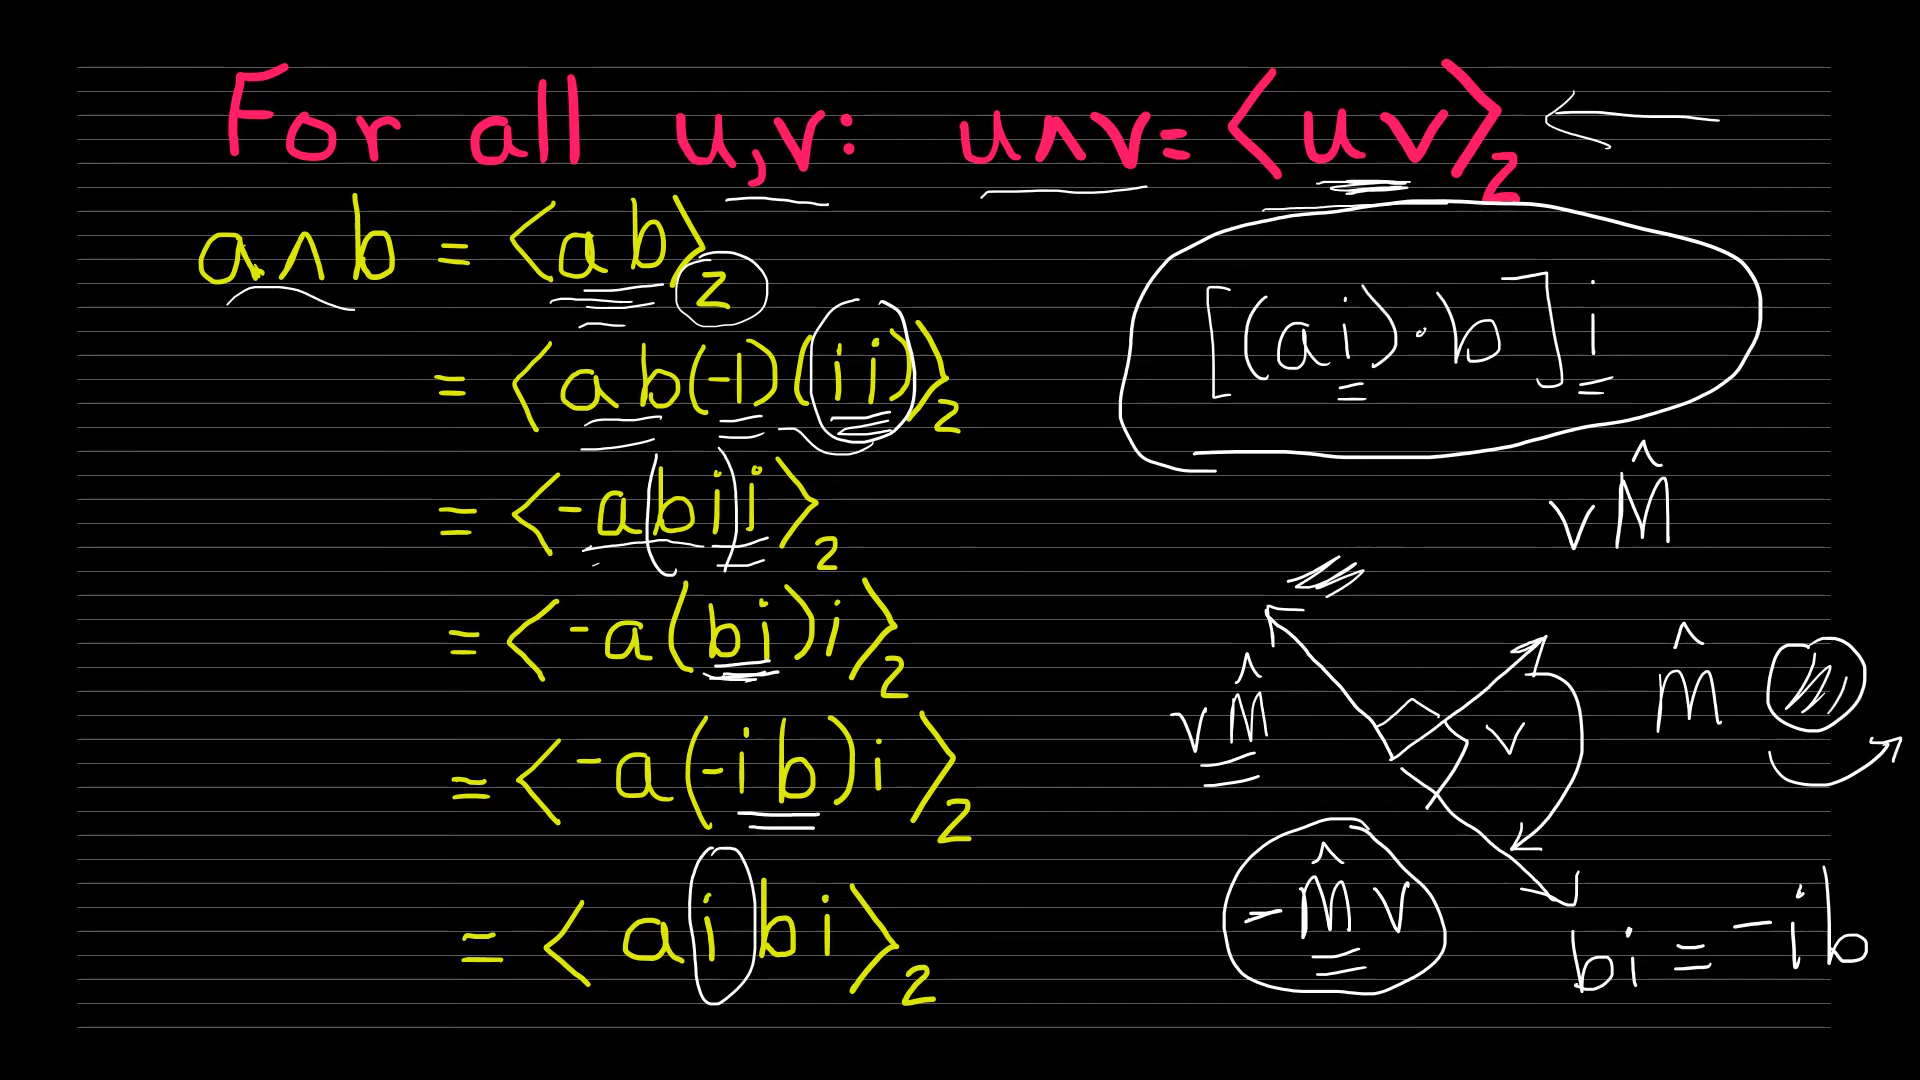 For all u,v: u∧v = ⟨uv⟩₂
a∧b = ⟨ab⟩₂
= ⟨ab(-1)(ii)⟩₂
[(ai)·b]i
= ⟨-abii⟩₂
vM̂
= ⟨-a(bi)i⟩₂
vM̂
v
M̂
= ⟨-a(-ib)i⟩₂
-M̂v
bi = -ib
= ⟨aibi⟩₂